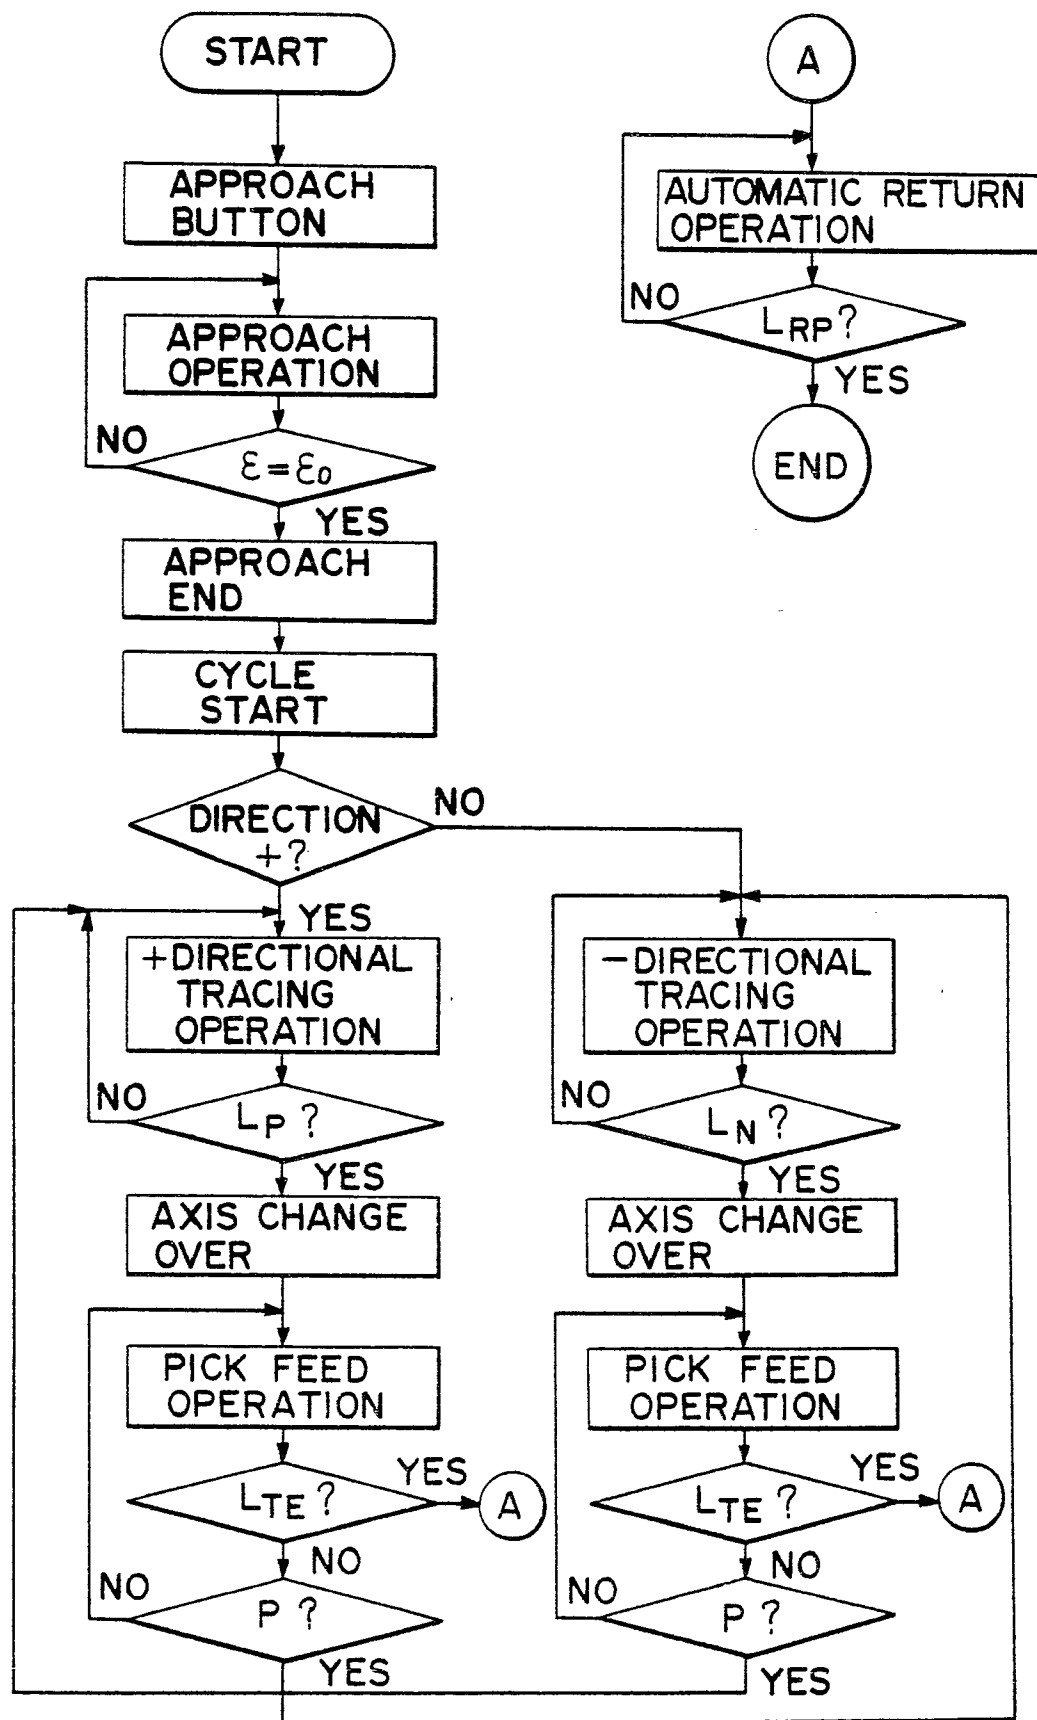 START
APPROACH
BUTTON
APPROACH
OPERATION
NO
ε=ε₀
YES
APPROACH
END
CYCLE
START
DIRECTION
+?
NO
YES
+DIRECTIONAL
TRACING
OPERATION
NO
LP ?
YES
AXIS CHANGE
OVER
PICK FEED
OPERATION
LTE ?
YES
A
NO
NO
P ?
YES
-DIRECTIONAL
TRACING
OPERATION
NO
LN ?
YES
AXIS CHANGE
OVER
PICK FEED
OPERATION
LTE ?
YES
A
NO
NO
P ?
YES
A
AUTOMATIC RETURN
OPERATION
NO
LRP ?
YES
END